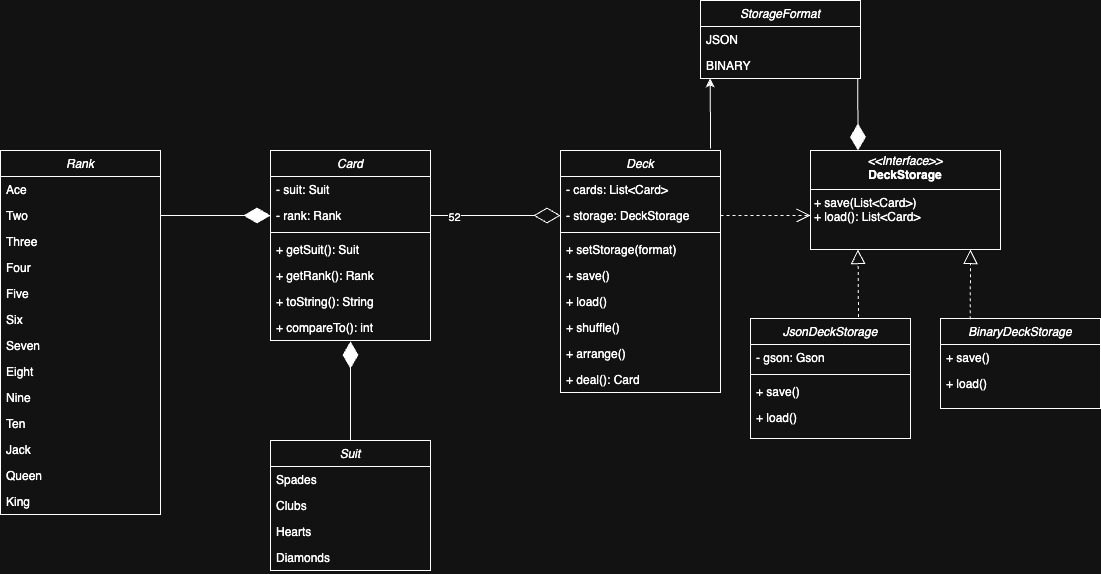 StorageFormat
JSON
BINARY
Rank
Ace
Two
Three
Four
Five
Six
Seven
Eight
Nine
Ten
Jack
Queen
King
Card
- suit: Suit
- rank: Rank
+ getSuit(): Suit
+ getRank(): Rank
+ toString(): String
+ compareTo(): int
52
Suit
Spades
Clubs
Hearts
Diamonds
Deck
- cards: List<Card>
- storage: DeckStorage
+ setStorage(format)
+ save()
+ load()
+ shuffle()
+ arrange()
+ deal(): Card
<<Interface>>
DeckStorage
+ save(List<Card>)
+ load(): List<Card>
JsonDeckStorage
- gson: Gson
+ save()
+ load()
BinaryDeckStorage
+ save()
+ load()